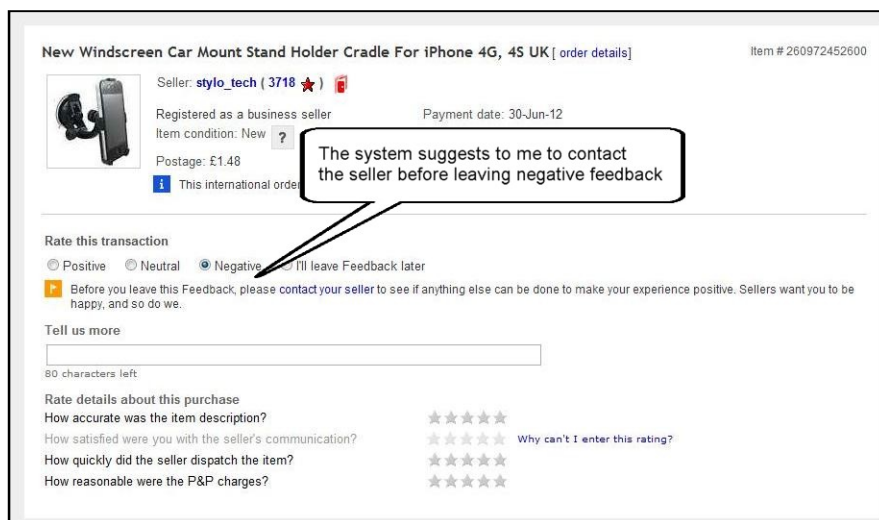 New Windscreen Car Mount Stand Holder Cradle For iPhone 4G, 4S UK [ order details]
Item # 260972452600
Seller: stylo_tech ( 3718 )
Registered as a business seller
Payment date: 30-Jun-12
Item condition: New ?
Postage: £1.48
i This international order
The system suggests to me to contact
the seller before leaving negative feedback
Rate this transaction
Positive Neutral Negative I'll leave Feedback later
Before you leave this Feedback, please contact your seller to see if anything else can be done to make your experience positive. Sellers want you to be
happy, and so do we.
Tell us more
80 characters left
Rate details about this purchase
How accurate was the item description?
How satisfied were you with the seller's communication? Why can't I enter this rating?
How quickly did the seller dispatch the item?
How reasonable were the P&P charges?